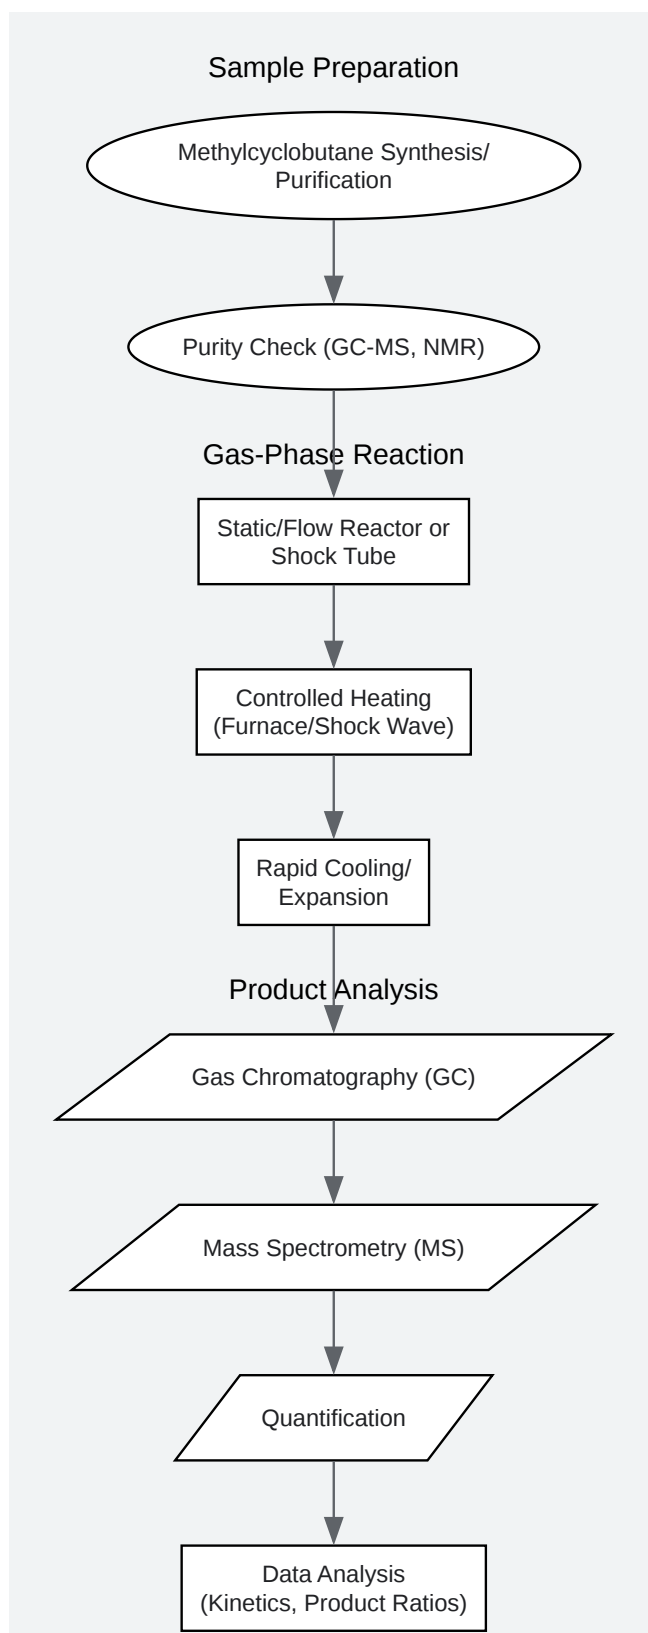 Sample Preparation
Methylcyclobutane Synthesis/
Purification
Purity Check (GC-MS, NMR)
Gas-Phase Reaction
Static/Flow Reactor or
Shock Tube
Controlled Heating
(Furnace/Shock Wave)
Rapid Cooling/
Expansion
Product Analysis
Gas Chromatography (GC)
Mass Spectrometry (MS)
Quantification
Data Analysis
(Kinetics, Product Ratios)